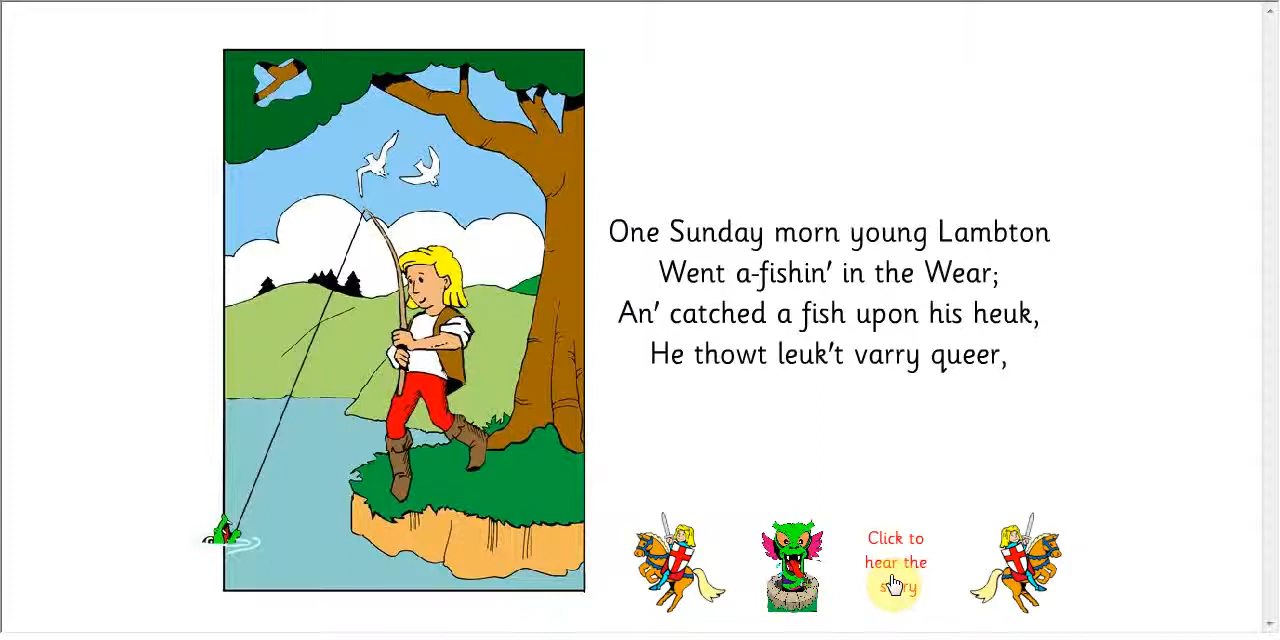 One Sunday morn young Lambton
Went a-fishin' in the Wear;
An' catched a fish upon his heuk,
He thowt leuk't varry queer,
Click to
hear the
story